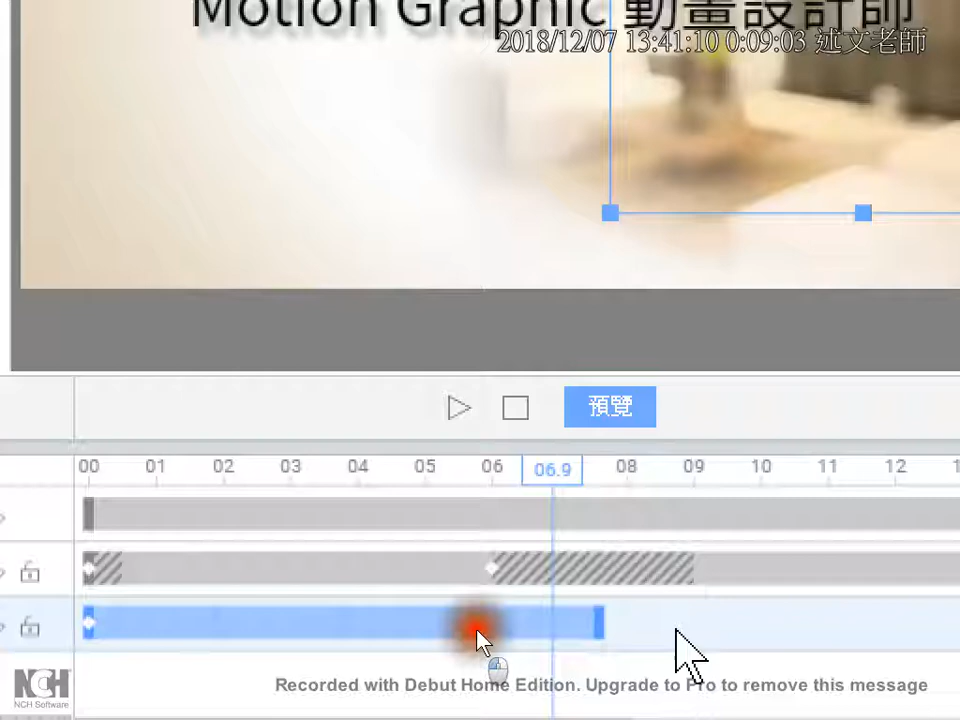 Motion Graphic 動畫設計師
2018/12/07 13:41:10 0:09:03 述文老師
預覽
00 01 02 03 04 05 06 06.9 08 09 10 11 12 1
NCH
NCH Software
Recorded with Debut Home Edition. Upgrade to Pro to remove this message